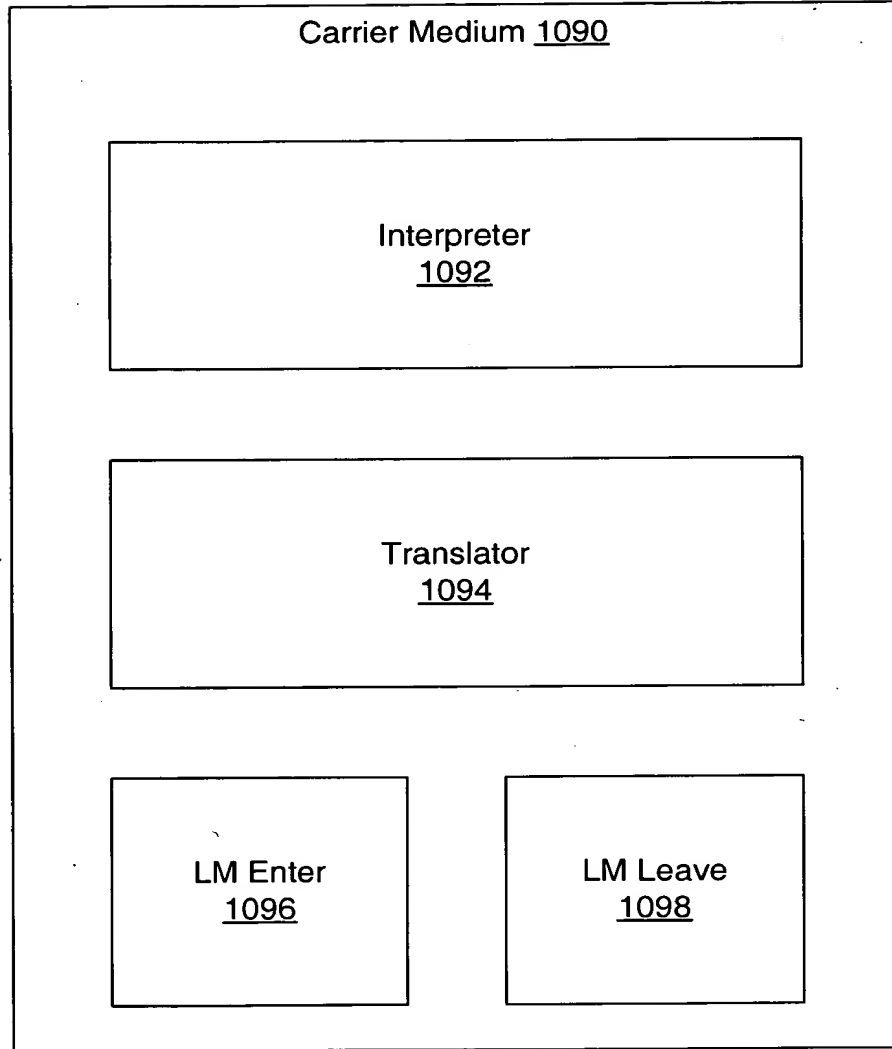 Carrier Medium 1090
Interpreter
1092
Translator
1094
LM Enter
1096
LM Leave
1098